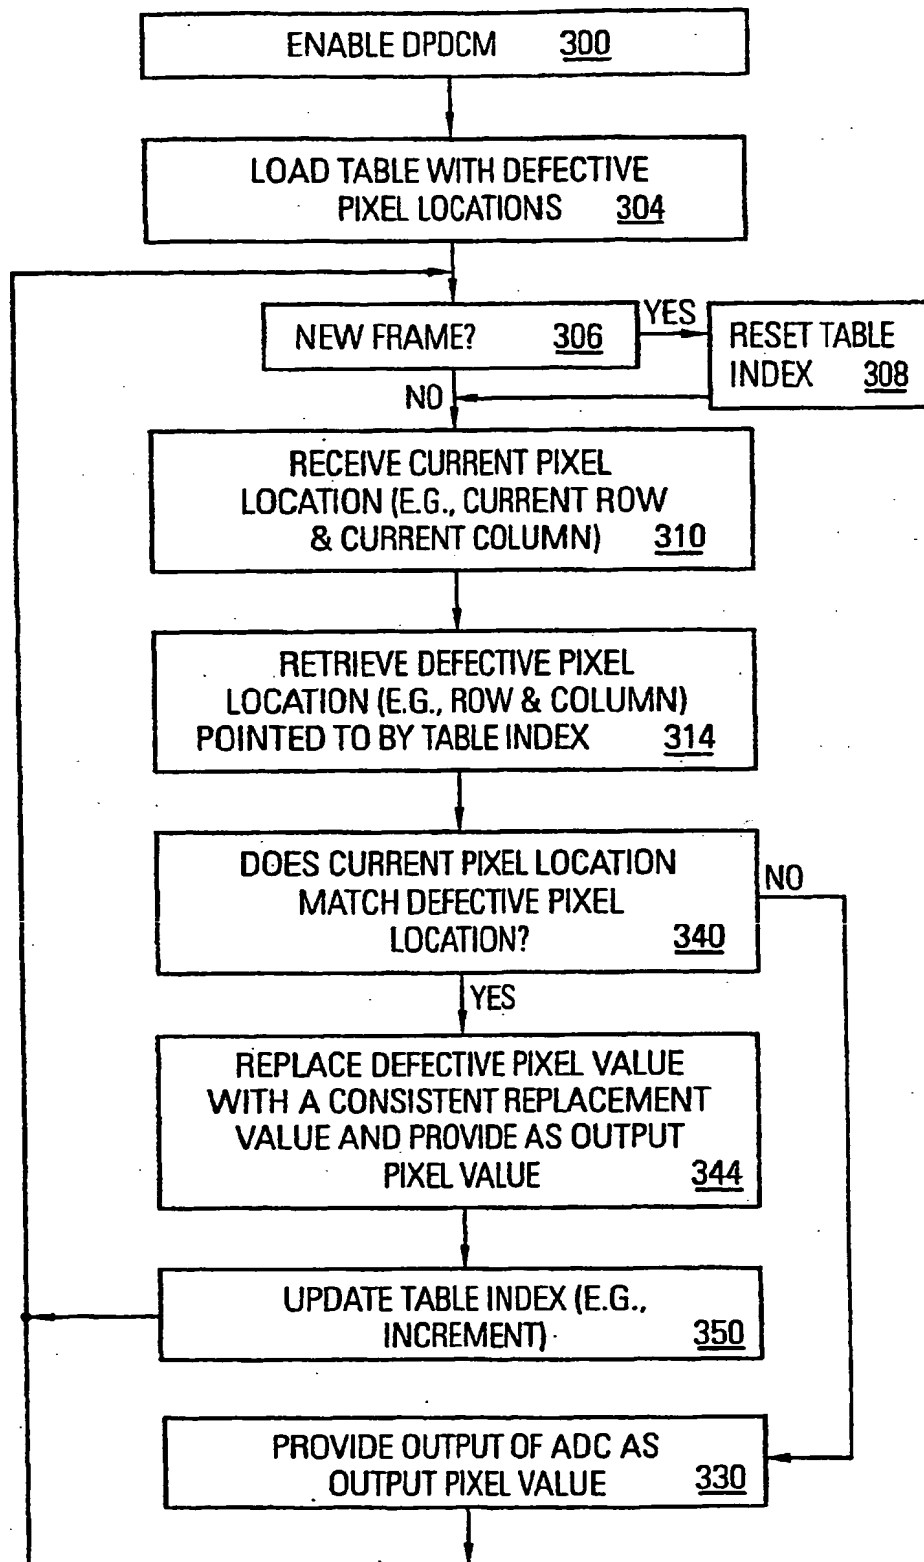 ENABLE DPDCM 300
LOAD TABLE WITH DEFECTIVE
PIXEL LOCATIONS 304
NEW FRAME? 306
YES
RESET TABLE
INDEX 308
NO
RECEIVE CURRENT PIXEL
LOCATION (E.G., CURRENT ROW
& CURRENT COLUMN) 310
RETRIEVE DEFECTIVE PIXEL
LOCATION (E.G., ROW & COLUMN)
POINTED TO BY TABLE INDEX 314
DOES CURRENT PIXEL LOCATION
MATCH DEFECTIVE PIXEL
LOCATION? 340
NO
YES
REPLACE DEFECTIVE PIXEL VALUE
WITH A CONSISTENT REPLACEMENT
VALUE AND PROVIDE AS OUTPUT
PIXEL VALUE 344
UPDATE TABLE INDEX (E.G.,
INCREMENT) 350
PROVIDE OUTPUT OF ADC AS
OUTPUT PIXEL VALUE 330